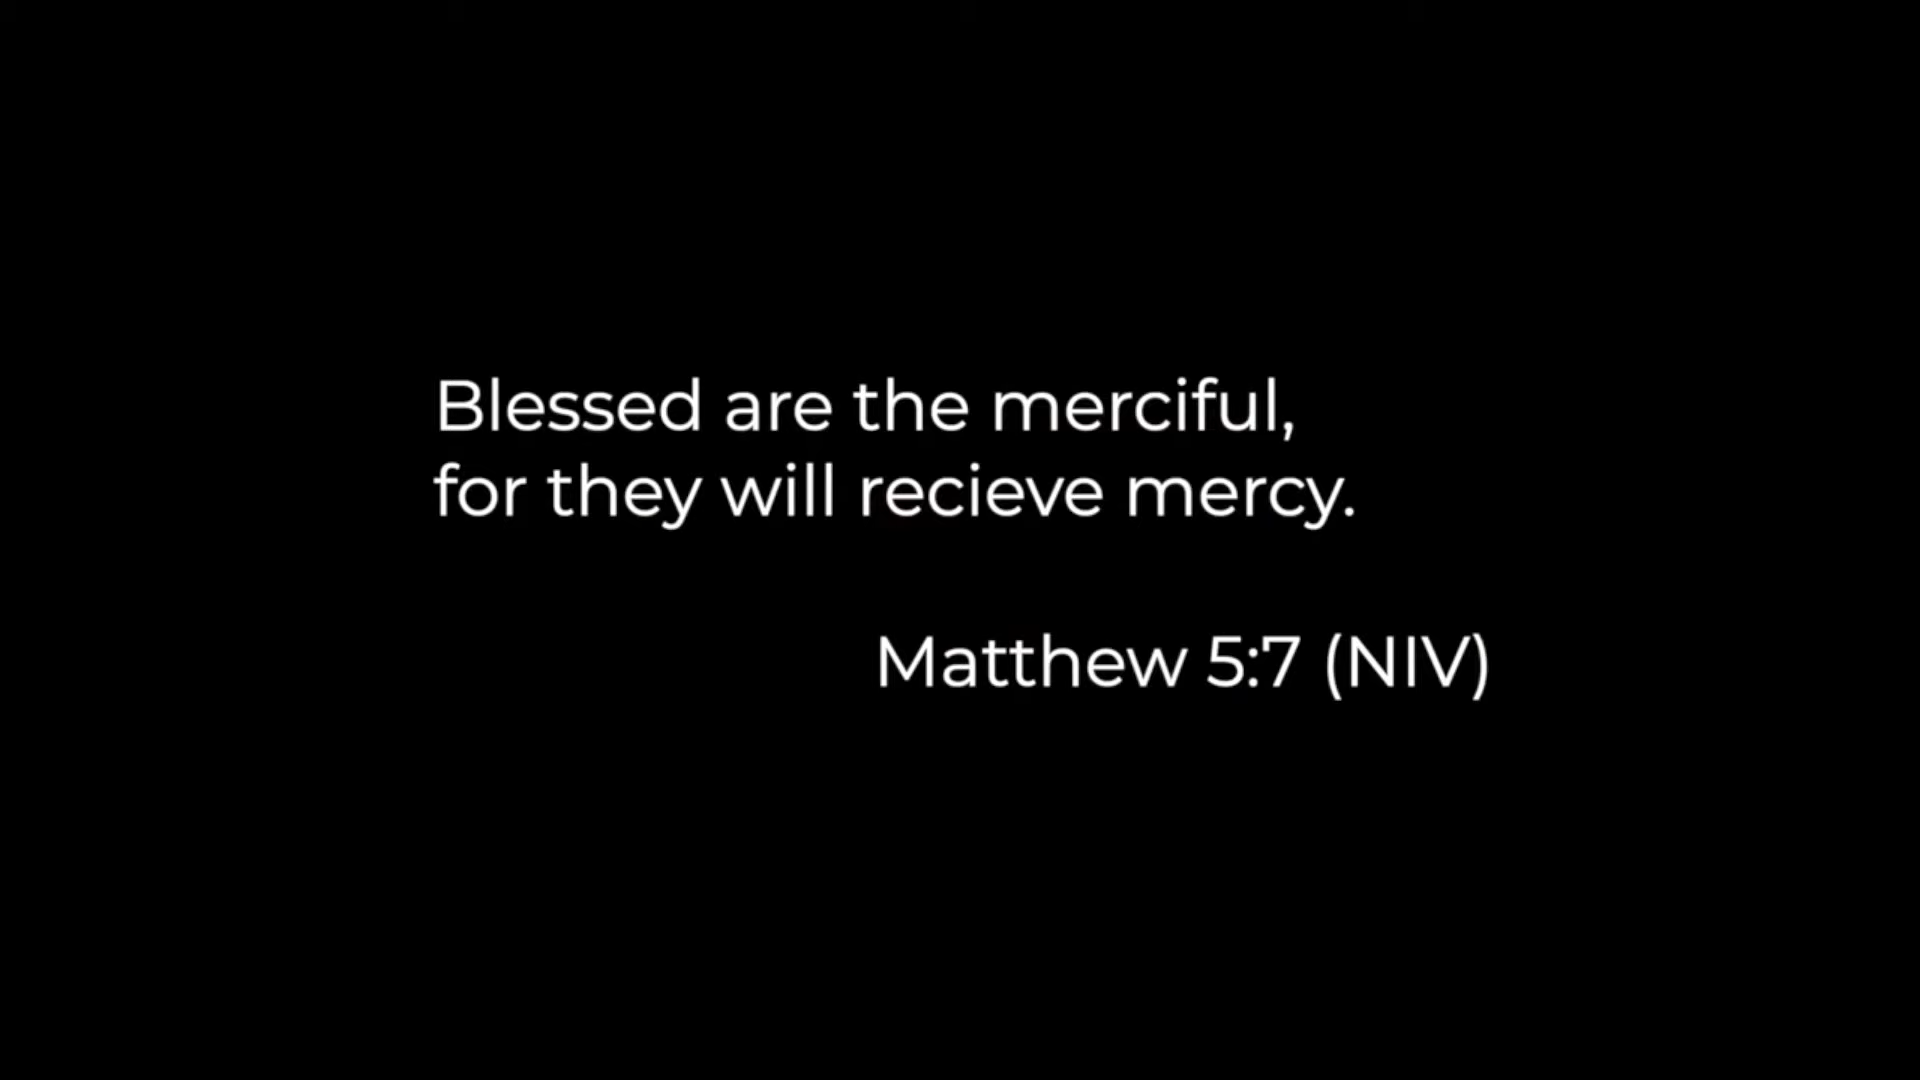 Blessed are the merciful,
for they will recieve mercy.
Matthew 5:7 (NIV)